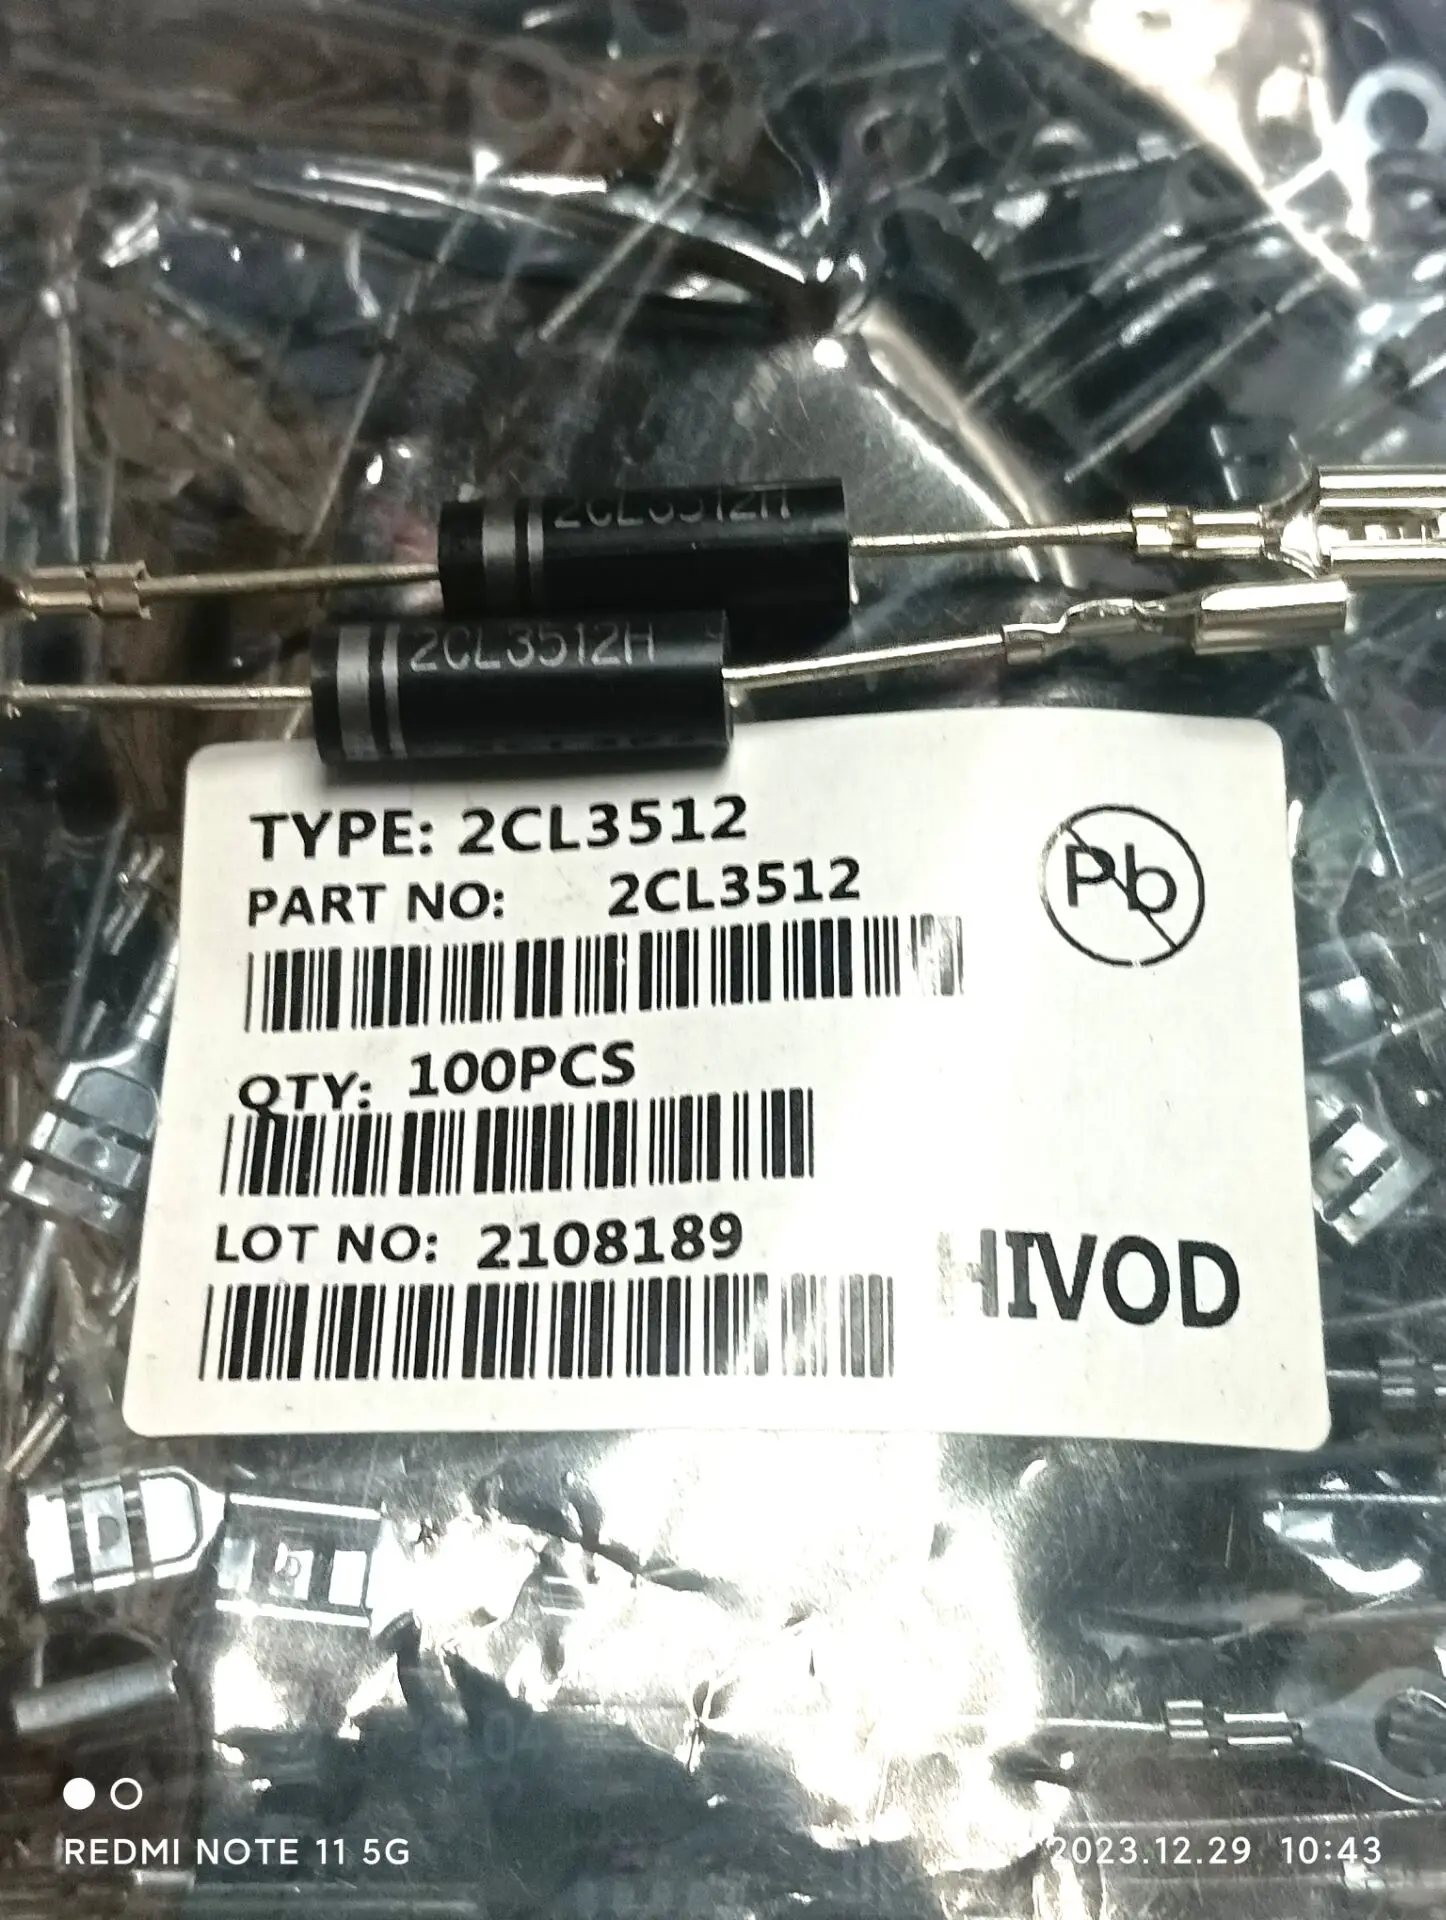 2CL3512H
2CL3512H
TYPE: 2CL3512
PART NO: 2CL3512
Pb
QTY: 100PCS
LOT NO: 2108189
HIVOD
REDMI NOTE 11 5G
2023.12.29 10:43